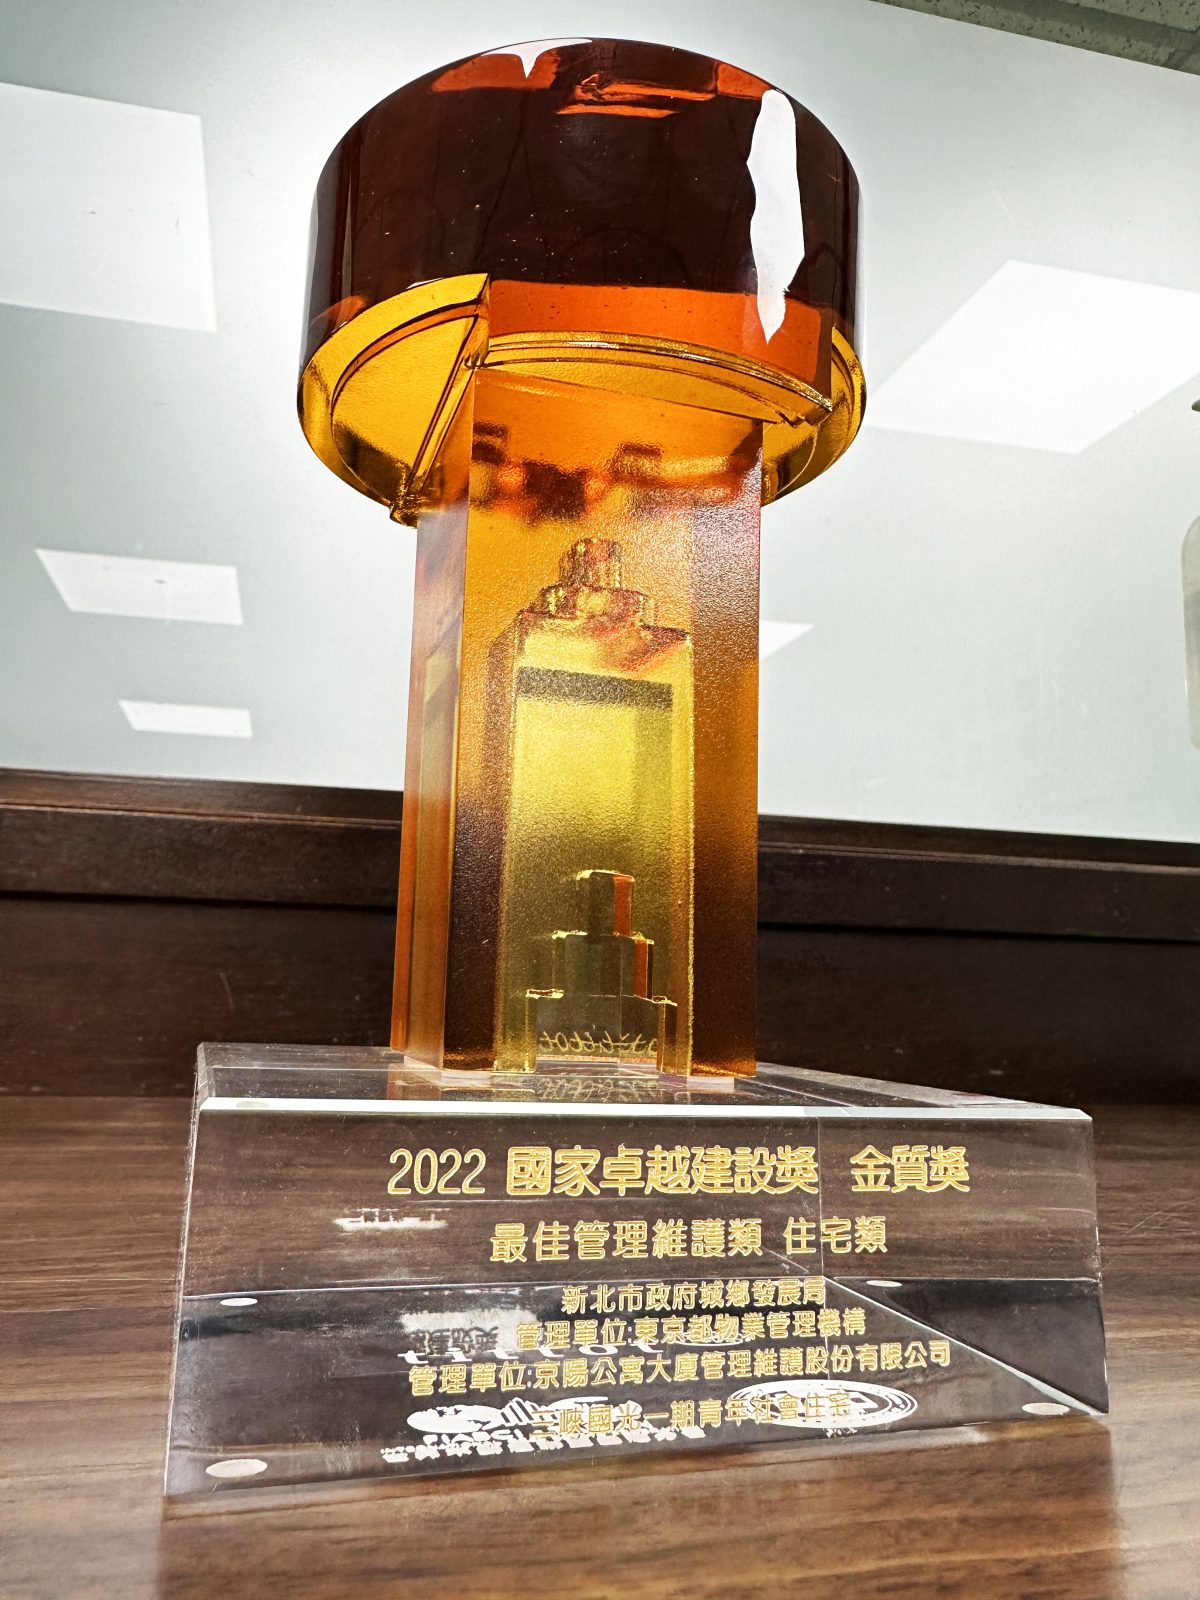 2022 國家卓越建設獎 金質獎
最佳管理維護類 住宅類
新北市政府城鄉發展局
管理單位:東京都物業管理機構
管理單位:京陽公寓大廈管理維護股份有限公司
三峽國光一期青年社會住宅